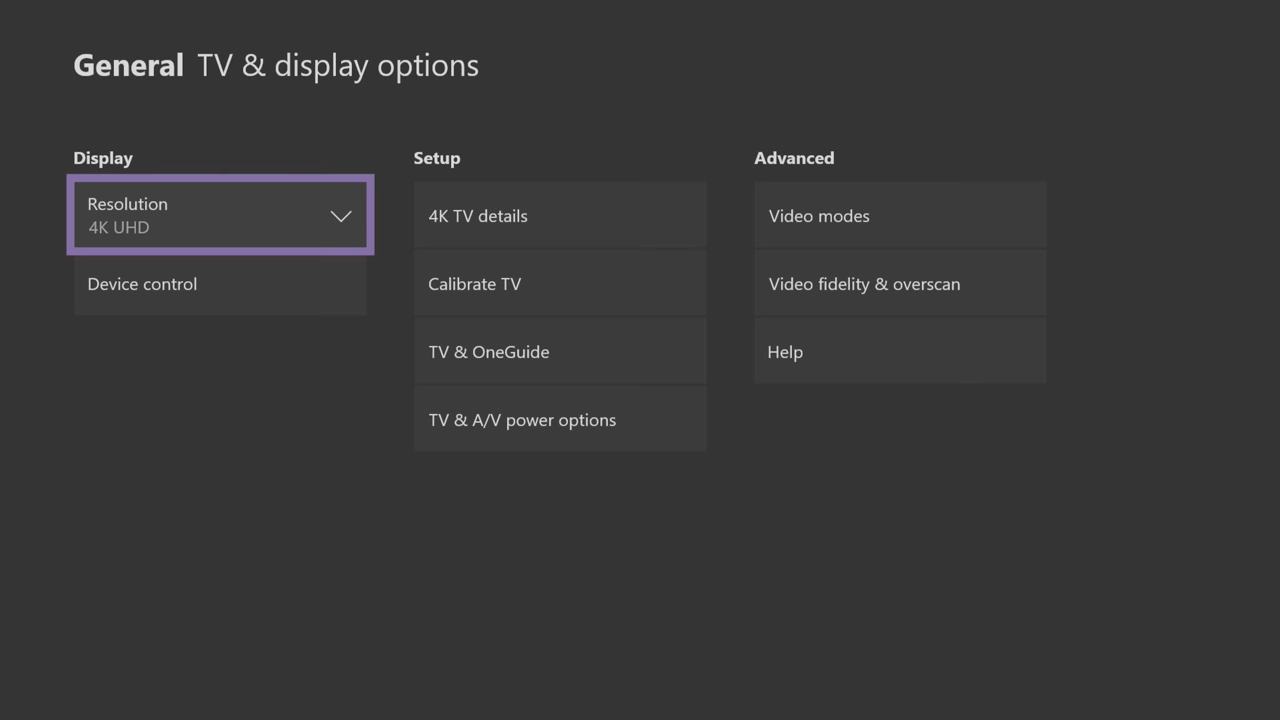 General TV & display options
Display
Resolution
4K UHD
Device control
Setup
4K TV details
Calibrate TV
TV & OneGuide
TV & A/V power options
Advanced
Video modes
Video fidelity & overscan
Help